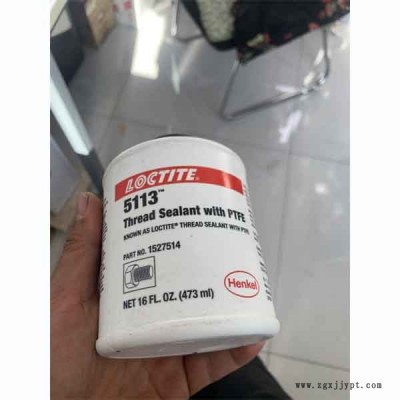 LOCTITE
5113™
Thread Sealant with PTFE
KNOWN AS LOCTITE® THREAD SEALANT WITH PTFE
PART NO. 1527514
Henkel
NET 16 FL. OZ. (473 ml)
www.zgxjjypt.com